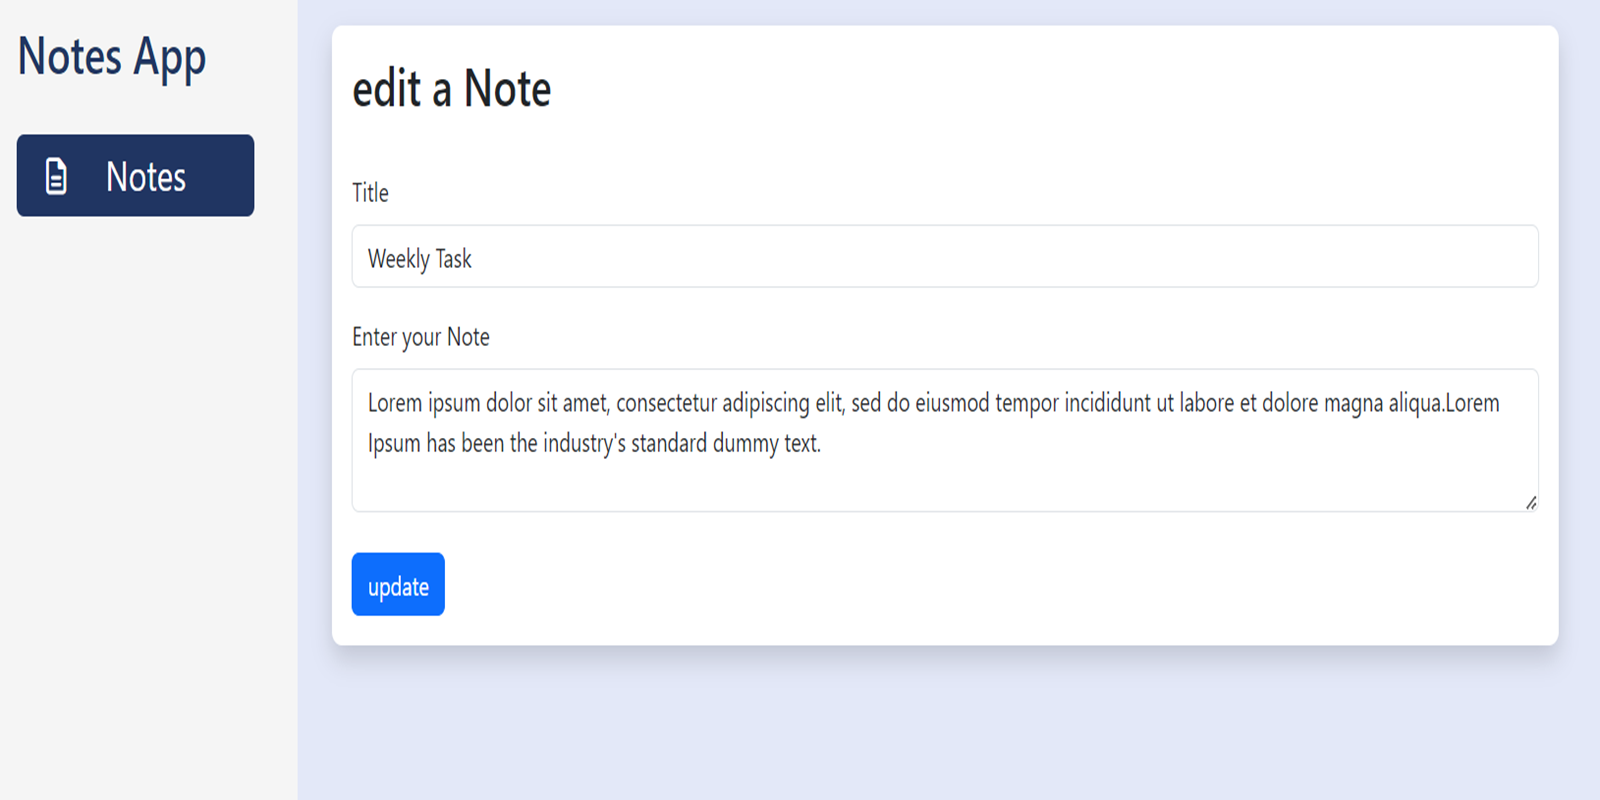 Notes App
Notes
edit a Note
Title
Weekly Task
Enter your Note
Lorem ipsum dolor sit amet, consectetur adipiscing elit, sed do eiusmod tempor incididunt ut labore et dolore magna aliqua.Lorem
Ipsum has been the industry's standard dummy text.
update